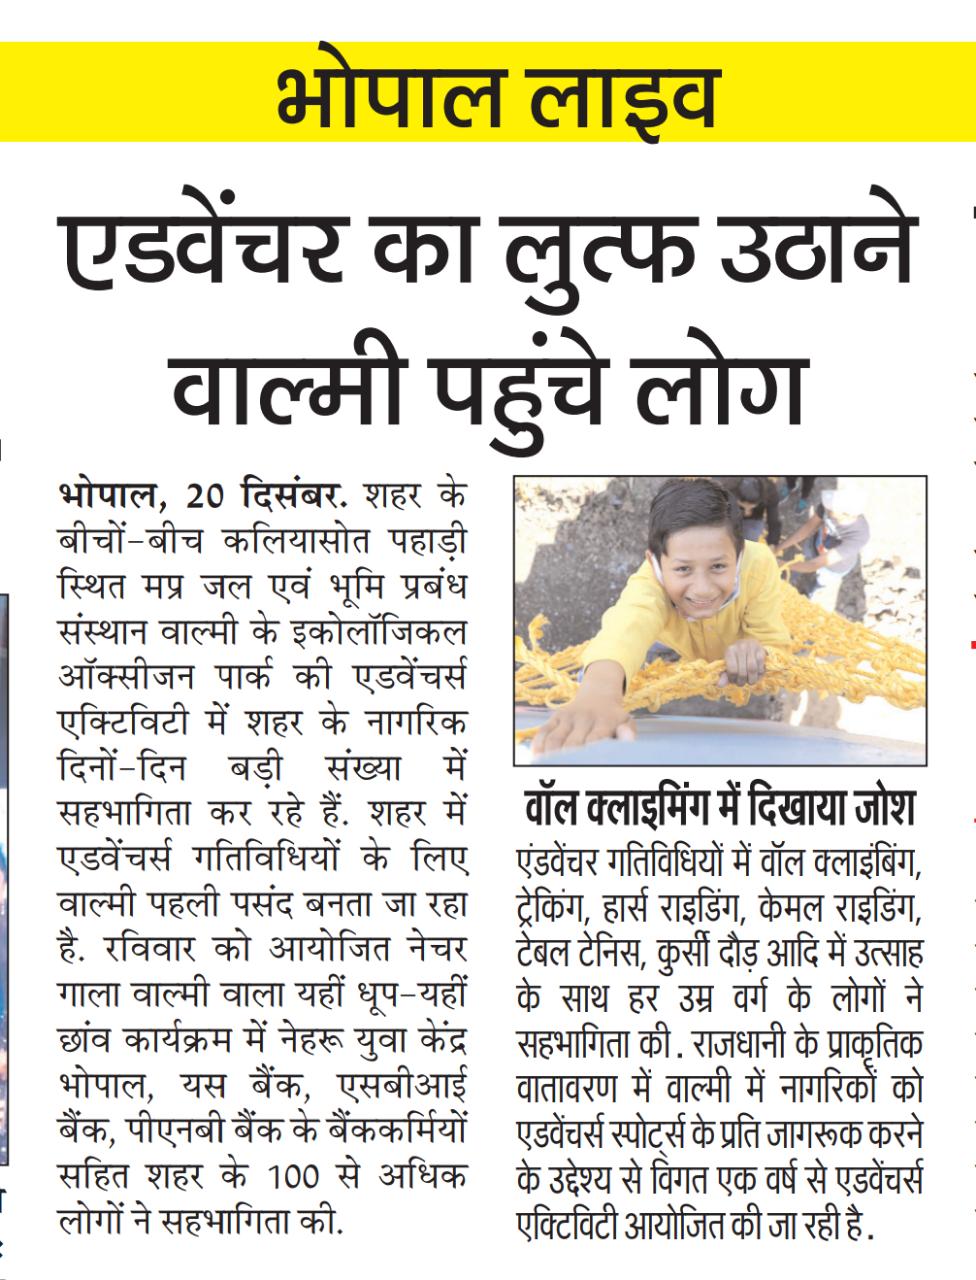 भोपाल लाइव
एडवेंचर का लुत्फ उठाने
वाल्मी पहुंचे लोग
भोपाल, 20 दिसंबर. शहर के
बीचों-बीच कलियासोत पहाड़ी
स्थित मप्र जल एवं भूमि प्रबंध
संस्थान वाल्मी के इकोलॉजिकल
ऑक्सीजन पार्क की एडवेंचर्स
एक्टिविटी में शहर के नागरिक
दिनों-दिन बड़ी संख्या में
सहभागिता कर रहे हैं. शहर में
एडवेंचर्स गतिविधियों के लिए
वाल्मी पहली पसंद बनता जा रहा
है. रविवार को आयोजित नेचर
गाला वाल्मी वाला यहीं धूप-यहीं
छांव कार्यक्रम में नेहरू युवा केंद्र
भोपाल, यस बैंक, एसबीआई
बैंक, पीएनबी बैंक के बैंककर्मियों
सहित शहर के 100 से अधिक
लोगों ने सहभागिता की.
वॉल क्लाइमिंग में दिखाया जोश
एंडवेंचर गतिविधियों में वॉल क्लाइंबिंग,
ट्रेकिंग, हार्स राइडिंग, केमल राइडिंग,
टेबल टेनिस, कुर्सी दौड़ आदि में उत्साह
के साथ हर उम्र वर्ग के लोगों ने
सहभागिता की. राजधानी के प्राकृतिक
वातावरण में वाल्मी में नागरिकों को
एडवेंचर्स स्पोर्ट्स के प्रति जागरूक करने
के उद्देश्य से विगत एक वर्ष से एडवेंचर्स
एक्टिविटी आयोजित की जा रही है.